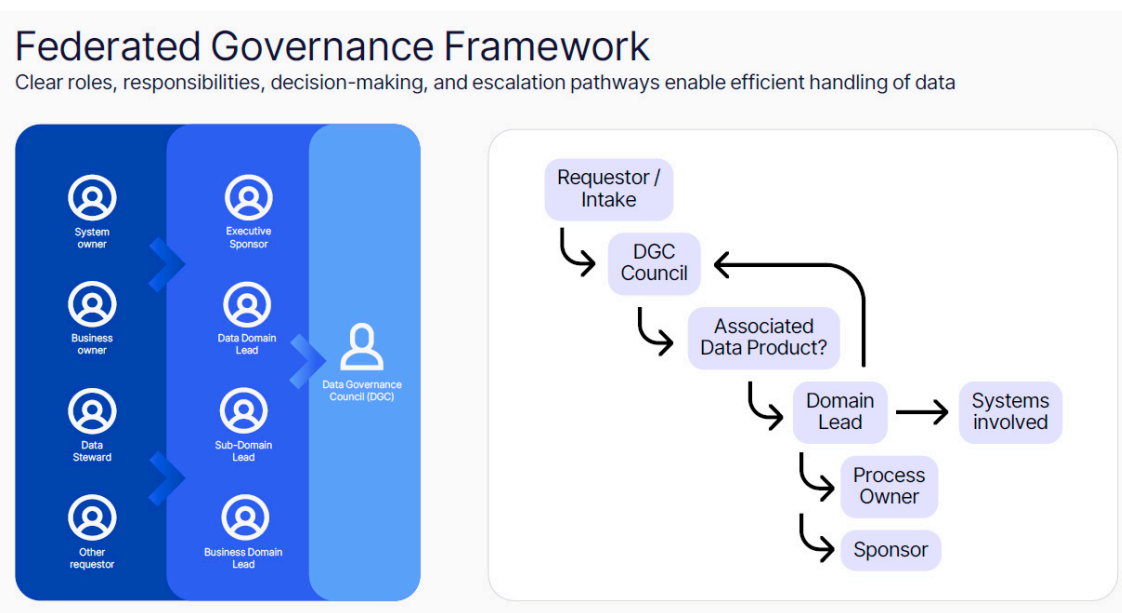 Federated Governance Framework
Clear roles, responsibilities, decision-making, and escalation pathways enable efficient handling of data
System
owner
Business
owner
Data
Steward
Other
requestor
Executive
Sponsor
Data Domain
Lead
Sub-Domain
Lead
Business Domain
Lead
Data Governance
Council (DGC)
Requestor /
Intake
DGC
Council
Associated
Data Product?
Domain
Lead
Systems
involved
Process
Owner
Sponsor